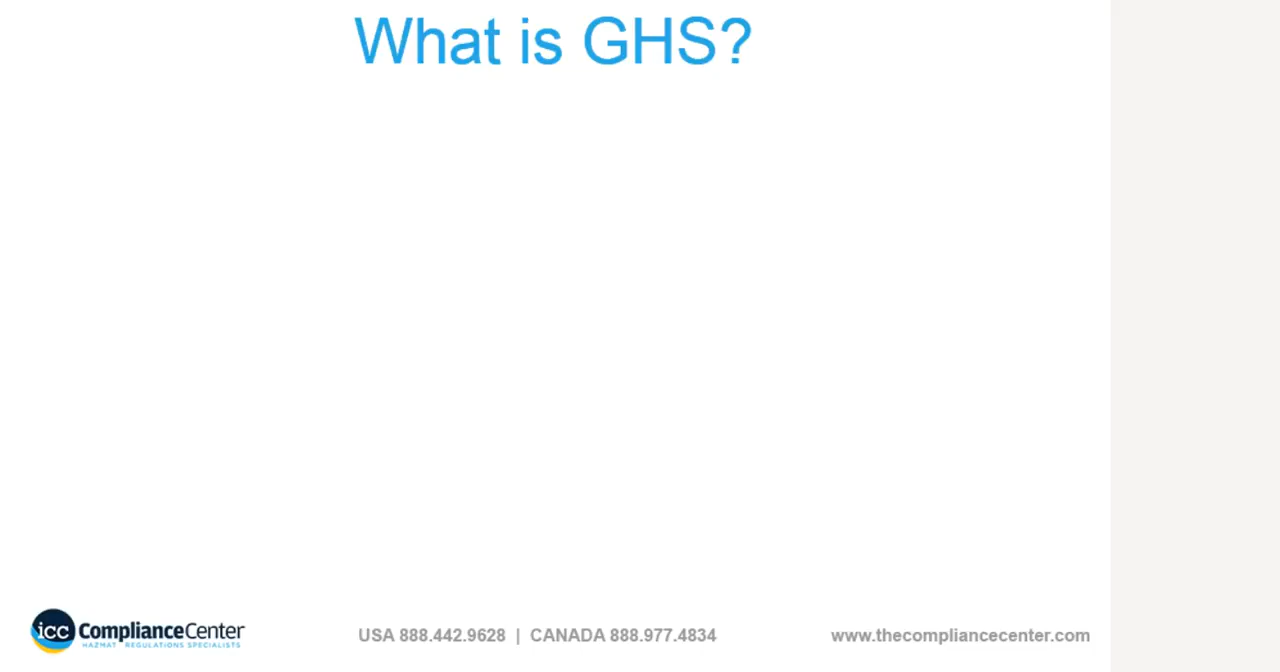 What is GHS?
icc ComplianceCenter
HAZMAT REGULATIONS SPECIALISTS
USA 888.442.9628 | CANADA 888.977.4834
www.thecompliancecenter.com